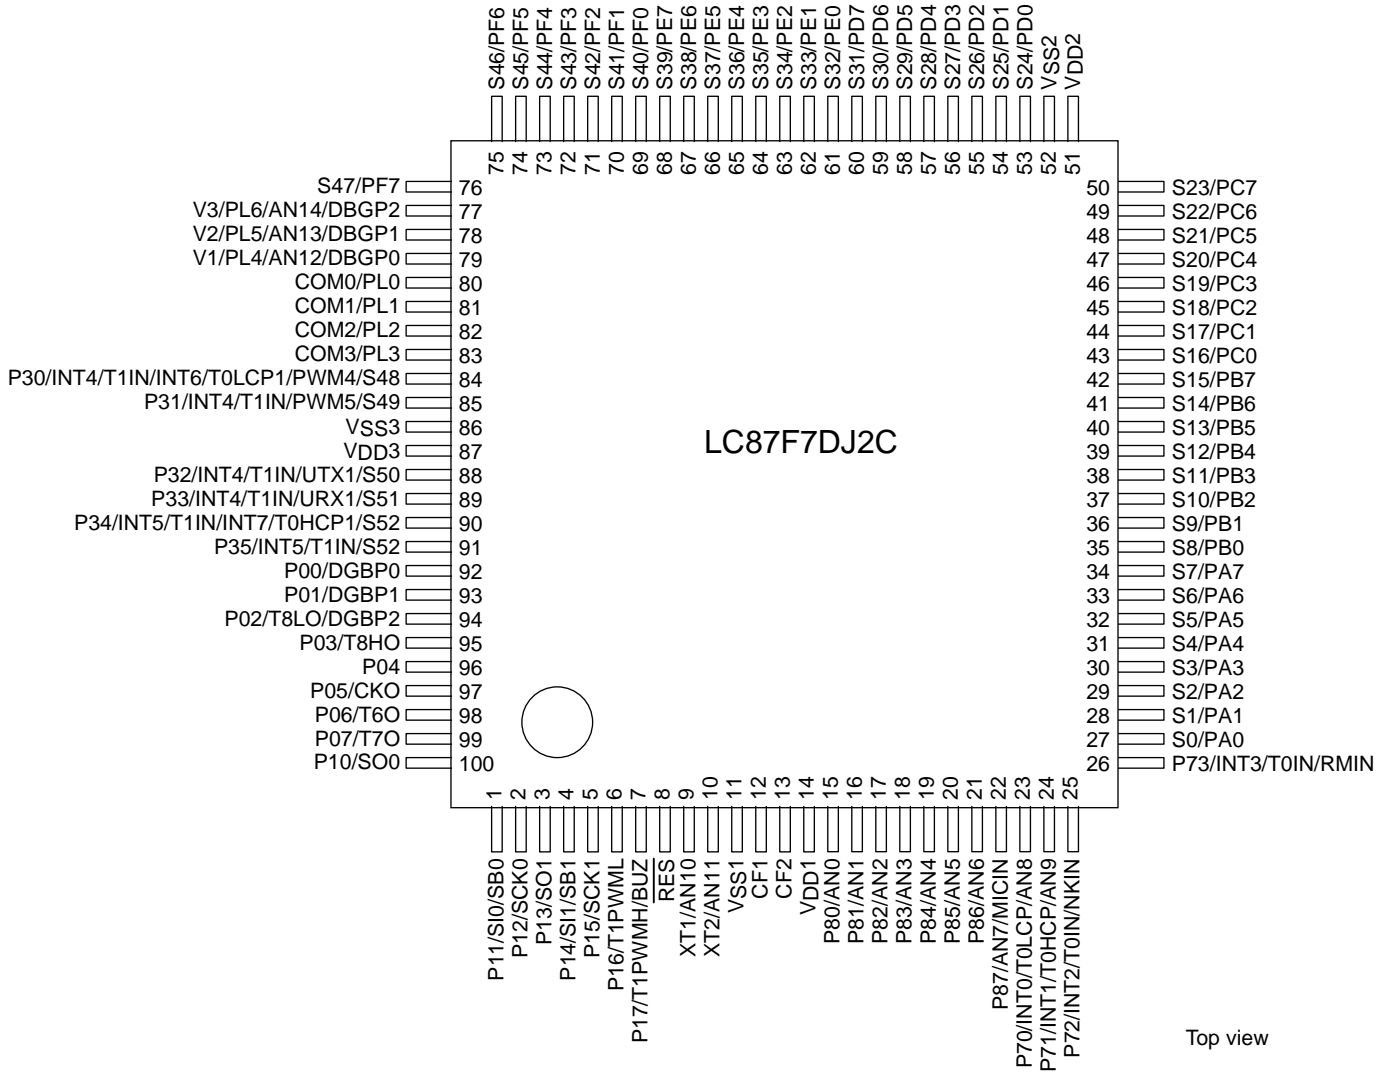 S46/PF6
S45/PF5
S44/PF4
S43/PF3
S42/PF2
S41/PF1
S40/PF0
S39/PE7
S38/PE6
S37/PE5
S36/PE4
S35/PE3
S34/PE2
S33/PE1
S32/PE0
S31/PD7
S30/PD6
S29/PD5
S28/PD4
S27/PD3
S26/PD2
S25/PD1
S24/PD0
VSS2
VDD2
75
74
73
72
71
70
69
68
67
66
65
64
63
62
61
60
59
58
57
56
55
54
53
52
51
S47/PF7 76
V3/PL6/AN14/DBGP2 77
V2/PL5/AN13/DBGP1 78
V1/PL4/AN12/DBGP0 79
COM0/PL0 80
COM1/PL1 81
COM2/PL2 82
COM3/PL3 83
P30/INT4/T1IN/INT6/T0LCP1/PWM4/S48 84
P31/INT4/T1IN/PWM5/S49 85
VSS3 86
VDD3 87
P32/INT4/T1IN/UTX1/S50 88
P33/INT4/T1IN/URX1/S51 89
P34/INT5/T1IN/INT7/T0HCP1/S52 90
P35/INT5/T1IN/S52 91
P00/DGBP0 92
P01/DGBP1 93
P02/T8LO/DGBP2 94
P03/T8HO 95
P04 96
P05/CKO 97
P06/T6O 98
P07/T7O 99
P10/SO0 100
LC87F7DJ2C
50 S23/PC7
49 S22/PC6
48 S21/PC5
47 S20/PC4
46 S19/PC3
45 S18/PC2
44 S17/PC1
43 S16/PC0
42 S15/PB7
41 S14/PB6
40 S13/PB5
39 S12/PB4
38 S11/PB3
37 S10/PB2
36 S9/PB1
35 S8/PB0
34 S7/PA7
33 S6/PA6
32 S5/PA5
31 S4/PA4
30 S3/PA3
29 S2/PA2
28 S1/PA1
27 S0/PA0
26 P73/INT3/T0IN/RMIN
1
2
3
4
5
6
7
8
9
10
11
12
13
14
15
16
17
18
19
20
21
22
23
24
25
P11/SI0/SB0
P12/SCK0
P13/SO1
P14/SI1/SB1
P15/SCK1
P16/T1PWML
P17/T1PWMH/BUZ
RES
XT1/AN10
XT2/AN11
VSS1
CF1
CF2
VDD1
P80/AN0
P81/AN1
P82/AN2
P83/AN3
P84/AN4
P85/AN5
P86/AN6
P87/AN7/MICIN
P70/INT0/T0LCP/AN8
P71/INT1/T0HCP/AN9
P72/INT2/T0IN/NKIN
Top view